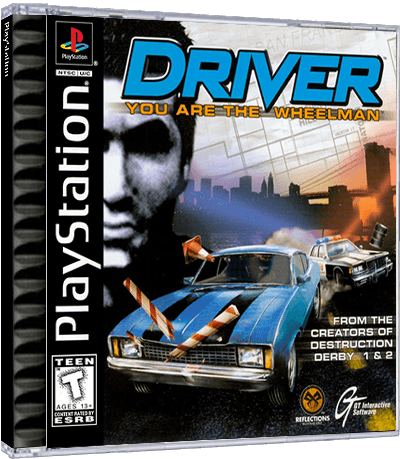 PlayStation
PlayStation
NTSC U/C
PlayStation
DRIVER
YOU ARE THE WHEELMAN
FROM THE
CREATORS OF
DESTRUCTION
DERBY 1 & 2
TEEN
T
AGES 13+
CONTENT RATED BY
ESRB
REFLECTIONS
GT Interactive
Software